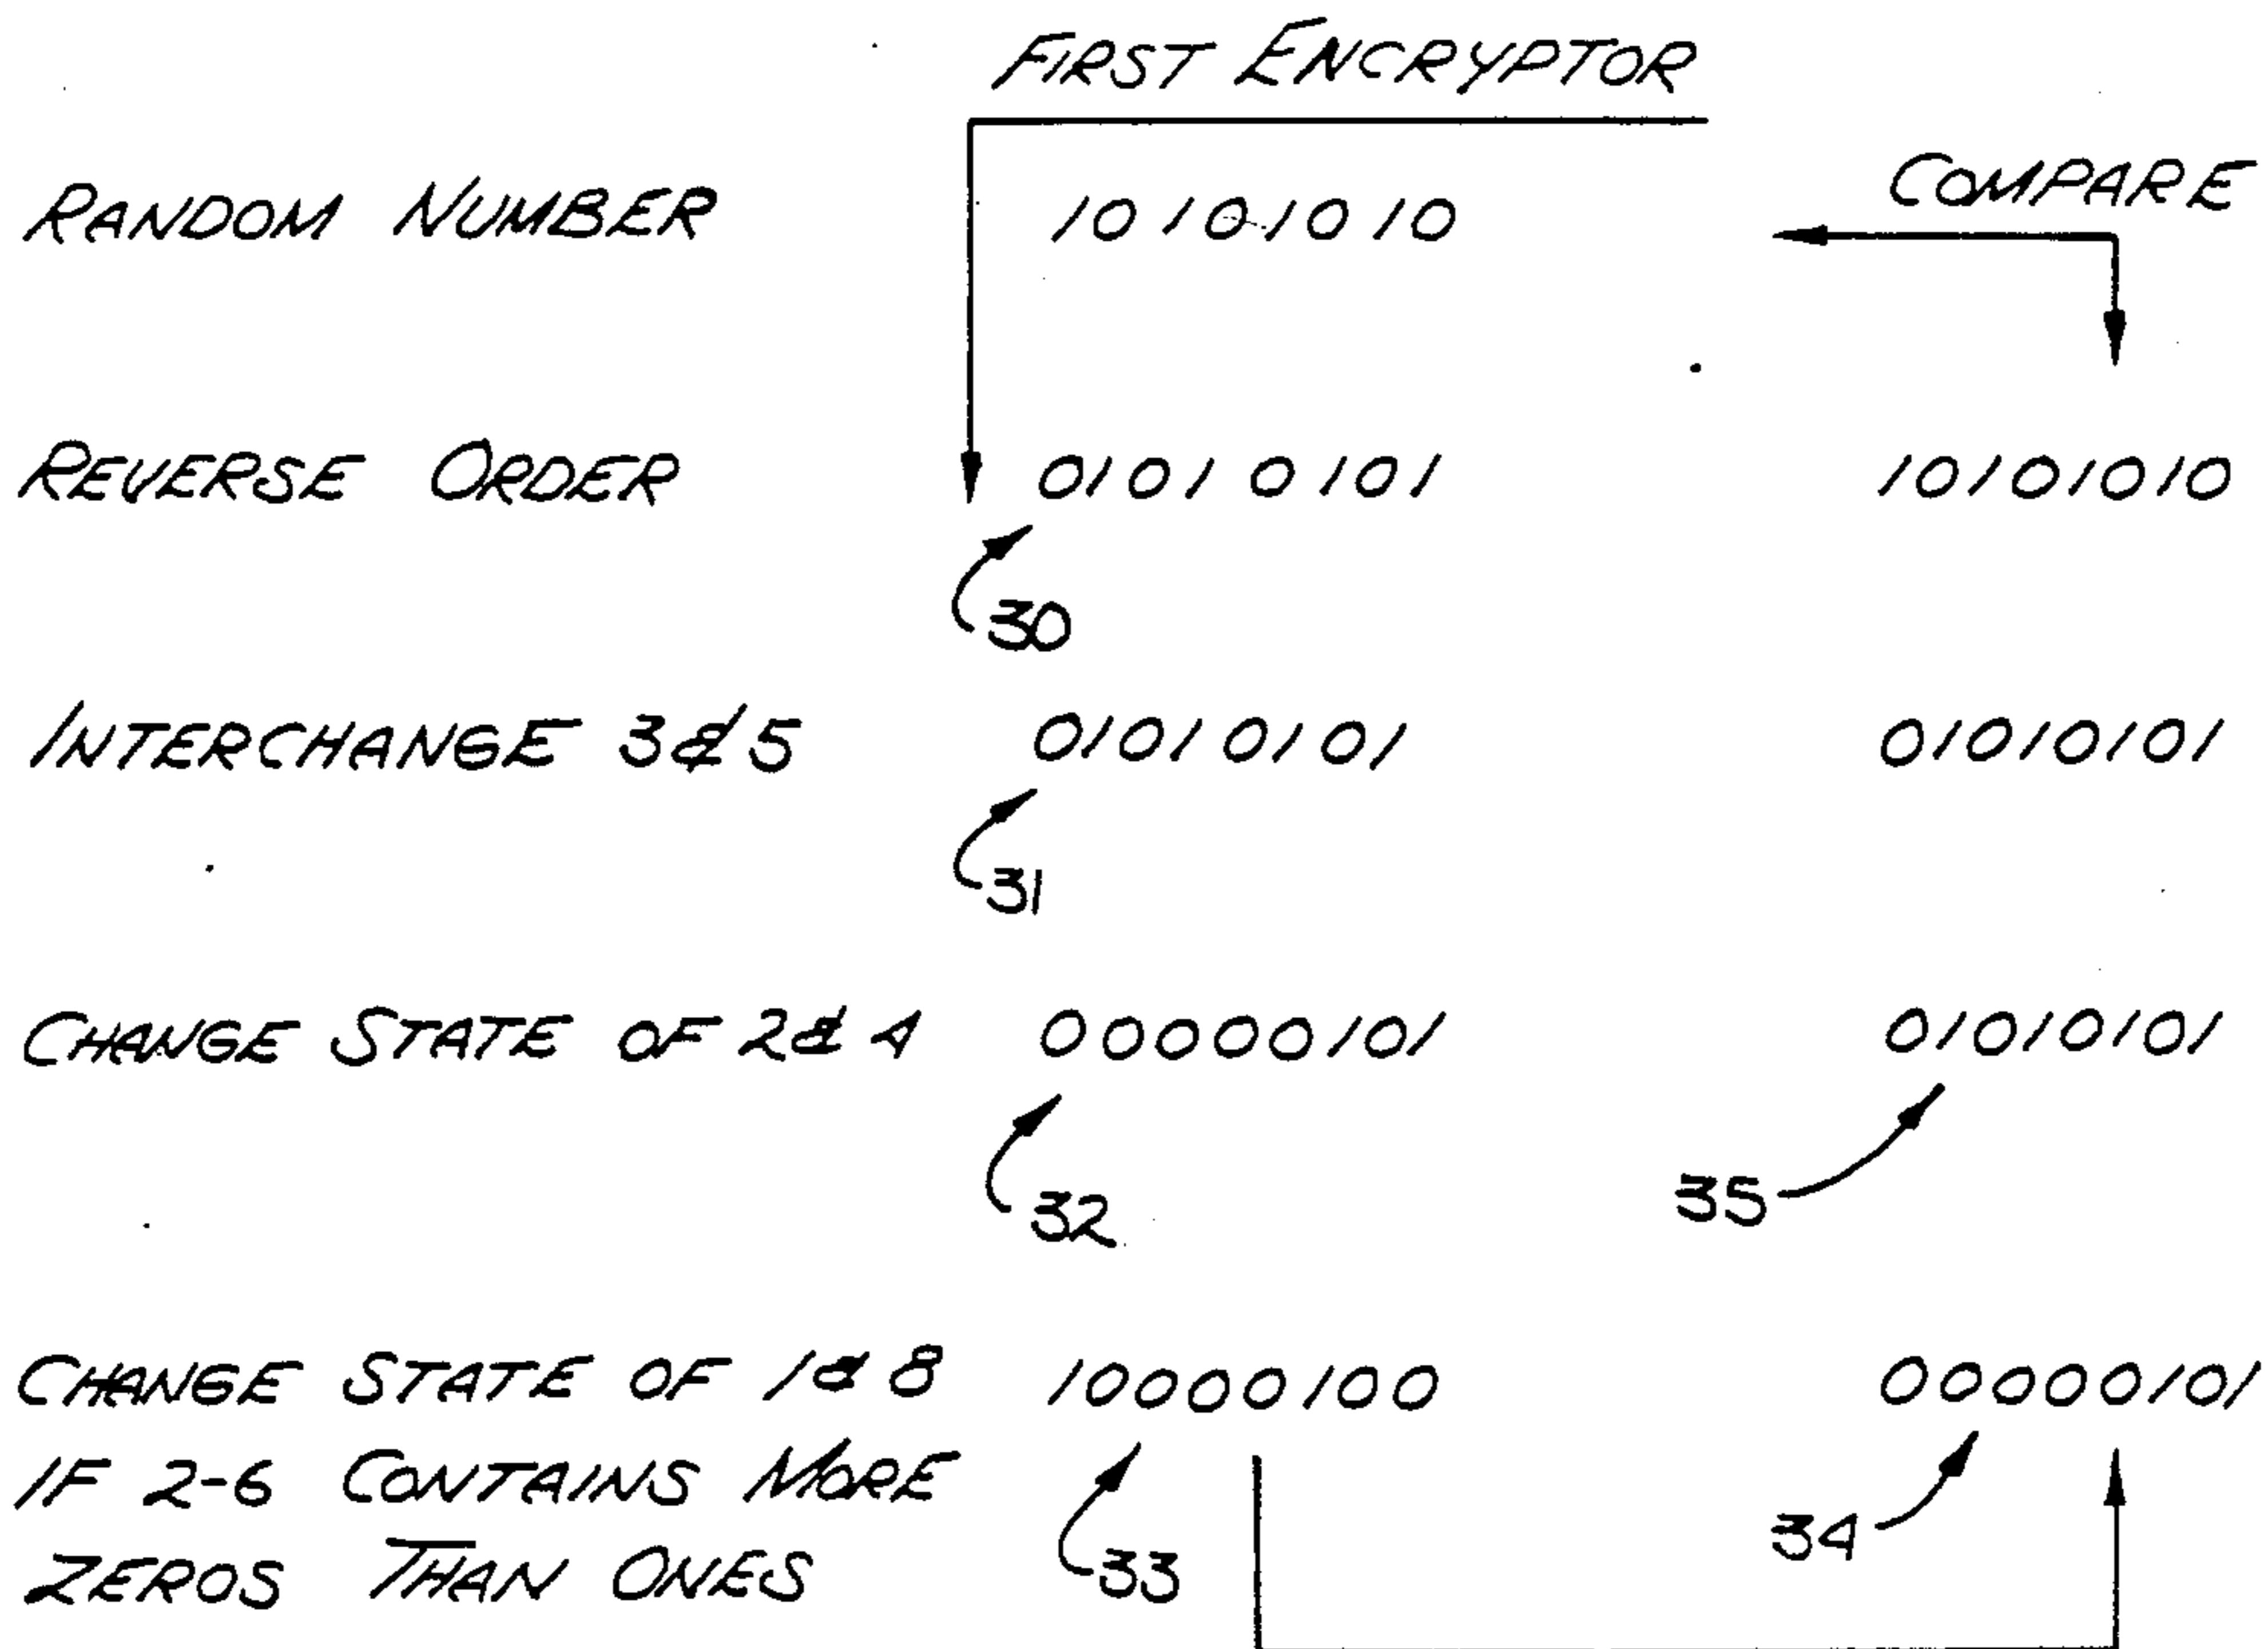 FIRST ENCRYPTOR
COMPARE
RANDOM NUMBER 10101010
REVERSE ORDER 01010101 10101010
30
INTERCHANGE 3&5 01010101 01010101
31
CHANGE STATE OF 2&4 00000101 01010101
32
35
CHANGE STATE OF 1&8 10000100 00000101
IF 2-6 CONTAINS MORE
ZEROS THAN ONES
33
34